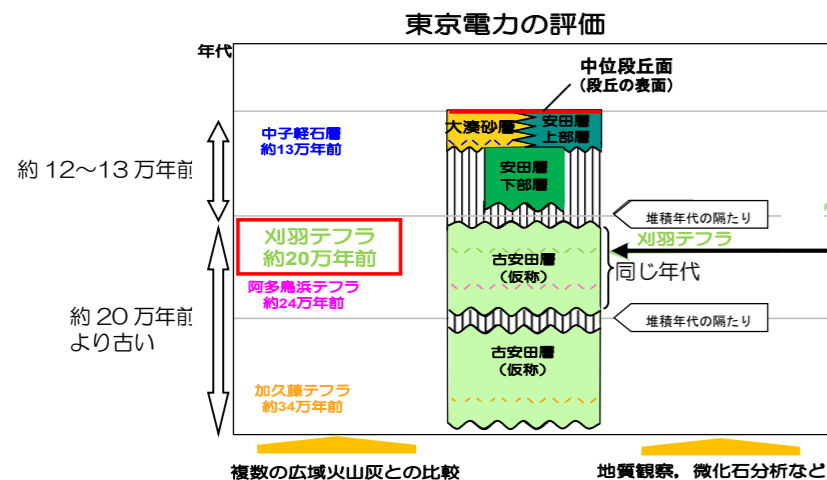 東京電力の評価
年代
中位段丘面
(段丘の表面)
大湊砂層
安田層
上部層
中子軽石層
約13万年前
約12～13万年前
安田層
下部層
堆積年代の隔たり
刈羽テフラ
約20万年前
刈羽テフラ
古安田層
(仮称)
同じ年代
阿多鳥浜テフラ
約24万年前
約20万年前
より古い
堆積年代の隔たり
古安田層
(仮称)
加久藤テフラ
約34万年前
複数の広域火山灰との比較
地質観察，微化石分析など